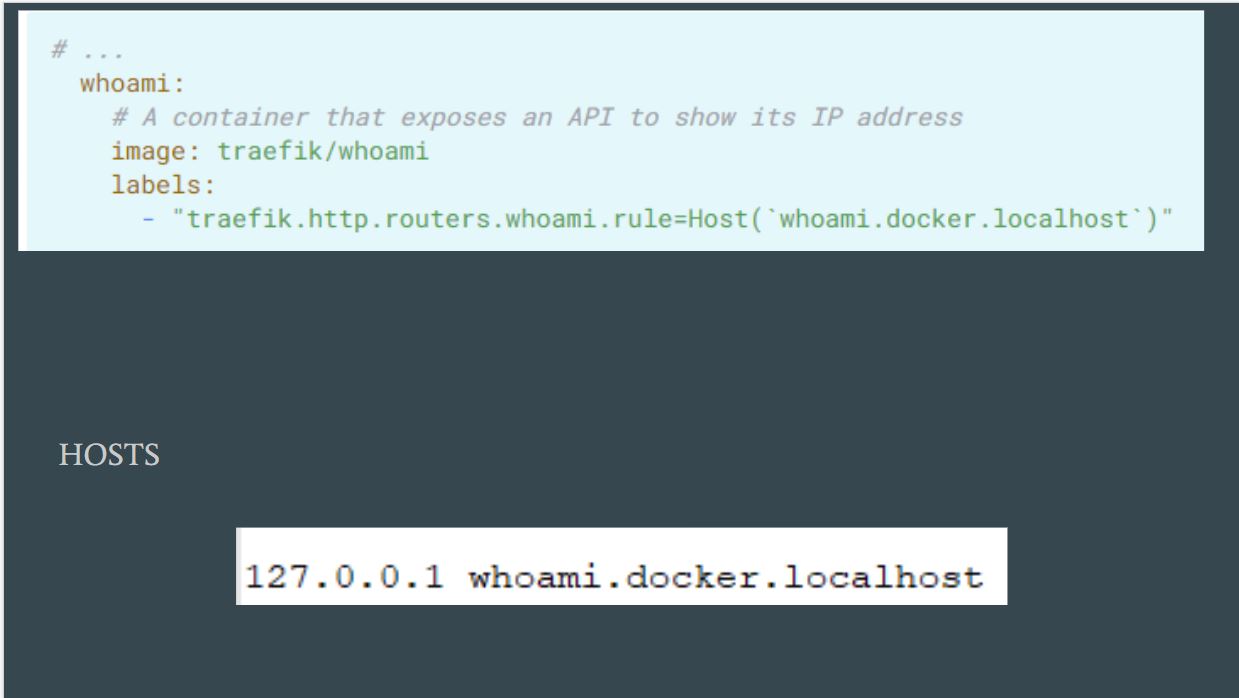 # ...
whoami:
# A container that exposes an API to show its IP address
image: traefik/whoami
labels:
- "traefik.http.routers.whoami.rule=Host(`whoami.docker.localhost`)"
HOSTS
127.0.0.1 whoami.docker.localhost